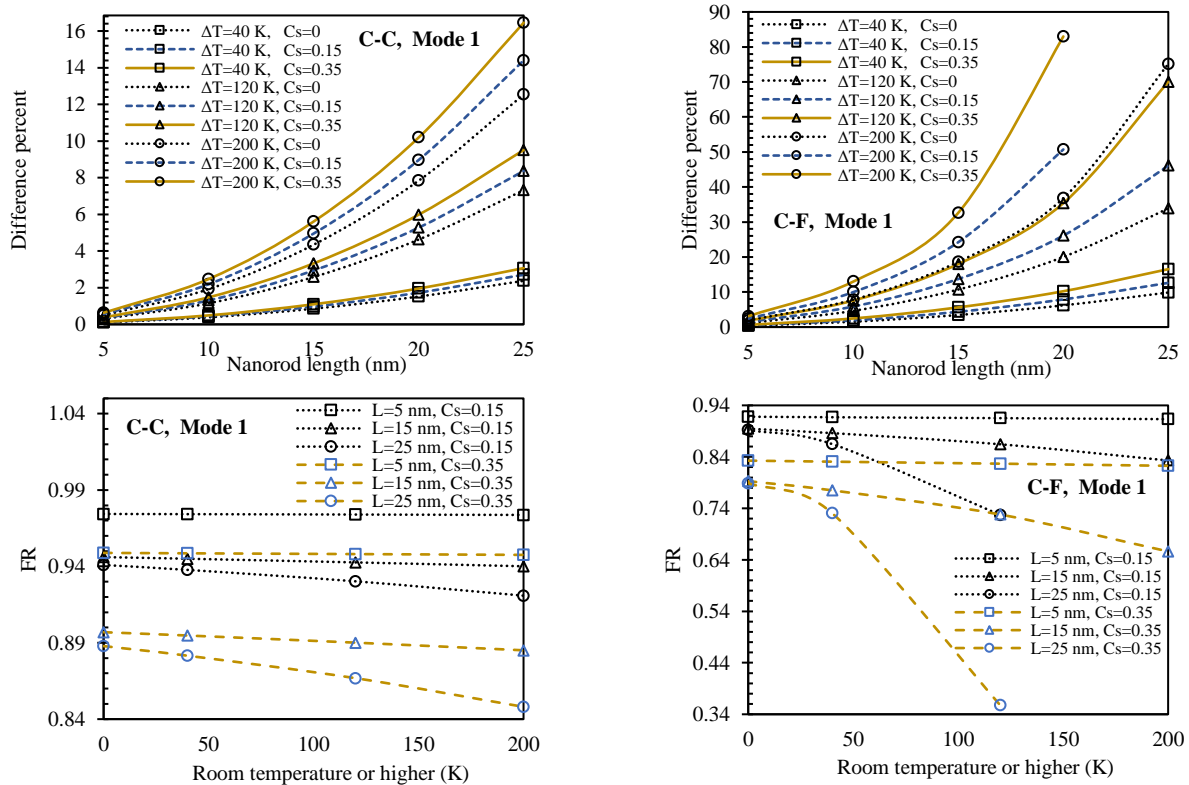 C-C, Mode 1
Difference percent
16
14
12
10
8
6
4
2
0
ΔT=40 K, Cs=0
ΔT=40 K, Cs=0.15
ΔT=40 K, Cs=0.35
ΔT=120 K, Cs=0
ΔT=120 K, Cs=0.15
ΔT=120 K, Cs=0.35
ΔT=200 K, Cs=0
ΔT=200 K, Cs=0.15
ΔT=200 K, Cs=0.35
5 10 15 20 25
Nanorod length (nm)
Difference percent
90
80
70
60
50
40
30
20
10
0
ΔT=40 K, Cs=0
ΔT=40 K, Cs=0.15
ΔT=40 K, Cs=0.35
ΔT=120 K, Cs=0
ΔT=120 K, Cs=0.15
ΔT=120 K, Cs=0.35
ΔT=200 K, Cs=0
ΔT=200 K, Cs=0.15
ΔT=200 K, Cs=0.35
C-F, Mode 1
5 10 15 20 25
Nanorod length (nm)
FR
1.04
0.99
0.94
0.89
0.84
C-C, Mode 1
L=5 nm, Cs=0.15
L=15 nm, Cs=0.15
L=25 nm, Cs=0.15
L=5 nm, Cs=0.35
L=15 nm, Cs=0.35
L=25 nm, Cs=0.35
0 50 100 150 200
Room temperature or higher (K)
FR
0.94
0.84
0.74
0.64
0.54
0.44
0.34
C-F, Mode 1
L=5 nm, Cs=0.15
L=15 nm, Cs=0.15
L=25 nm, Cs=0.15
L=5 nm, Cs=0.35
L=15 nm, Cs=0.35
L=25 nm, Cs=0.35
0 50 100 150 200
Room temperature or higher (K)